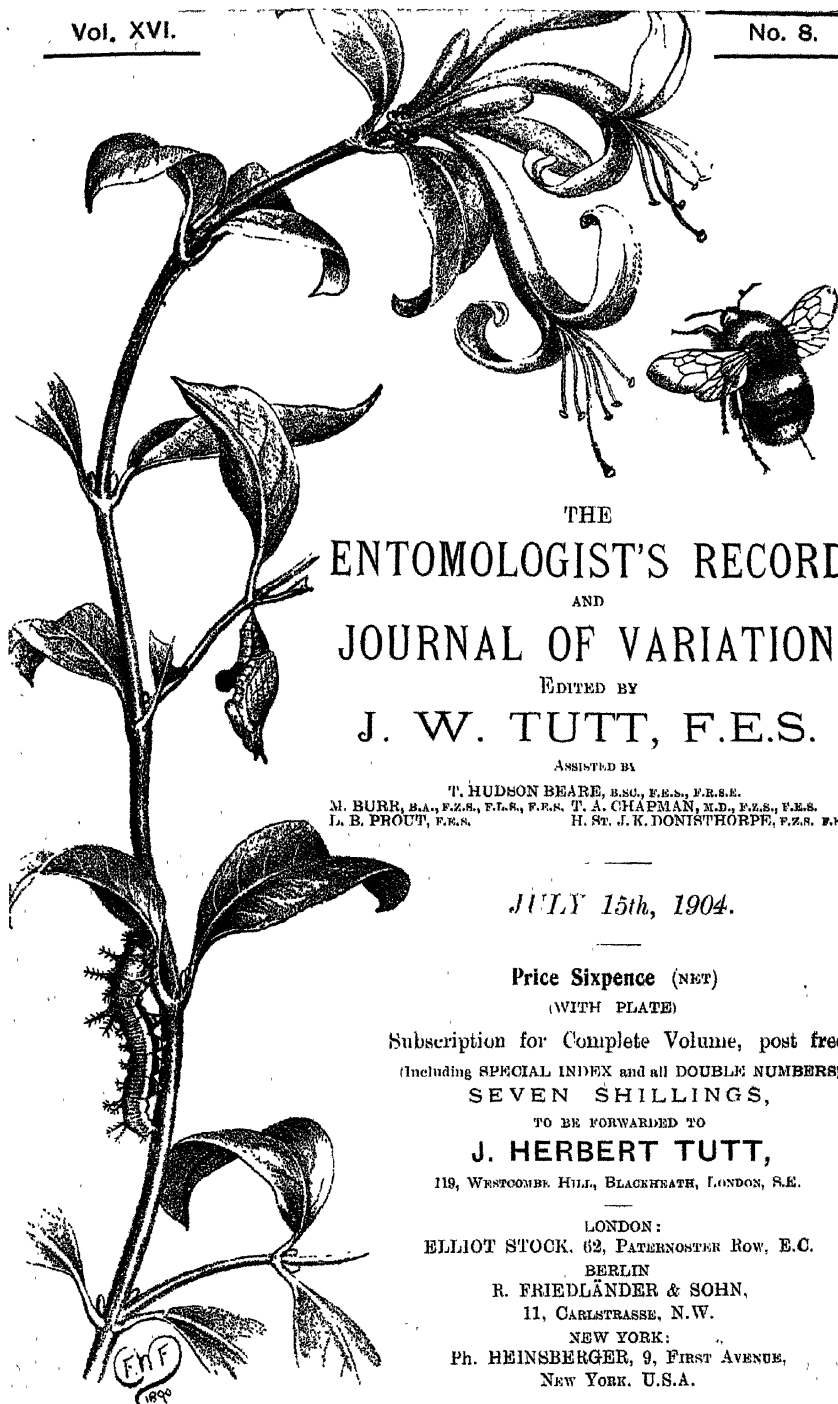 Vol. XVI.
No. 8.
THE
ENTOMOLOGIST'S RECORD
AND
JOURNAL OF VARIATION
EDITED BY
J. W. TUTT, F.E.S.
ASSISTED BY
T. HUDSON BEARE, B.SC., F.E.S., F.R.S.E.
M. BURR, B.A., F.Z.S., F.L.S., F.E.S. T. A. CHAPMAN, M.D., F.Z.S., F.E.S.
L. B. PROUT, F.E.S. H. ST. J. K. DONISTHORPE, F.Z.S.
JULY 15th, 1904.
Price Sixpence (NET)
(WITH PLATE)
Subscription for Complete Volume, post free
(Including SPECIAL INDEX and all DOUBLE NUMBERS)
SEVEN SHILLINGS,
TO BE FORWARDED TO
J. HERBERT TUTT,
119, WESTCOMBE HILL, BLACKHEATH, LONDON, S.E.
LONDON:
ELLIOT STOCK, 62, PATERNOSTER ROW, E.C.
BERLIN
R. FRIEDLÄNDER & SOHN,
11, CARLSTRASSE, N.W.
NEW YORK:
Ph. HEINSBERGER, 9, FIRST AVENUE,
NEW YORK, U.S.A.
F.W.F
1890